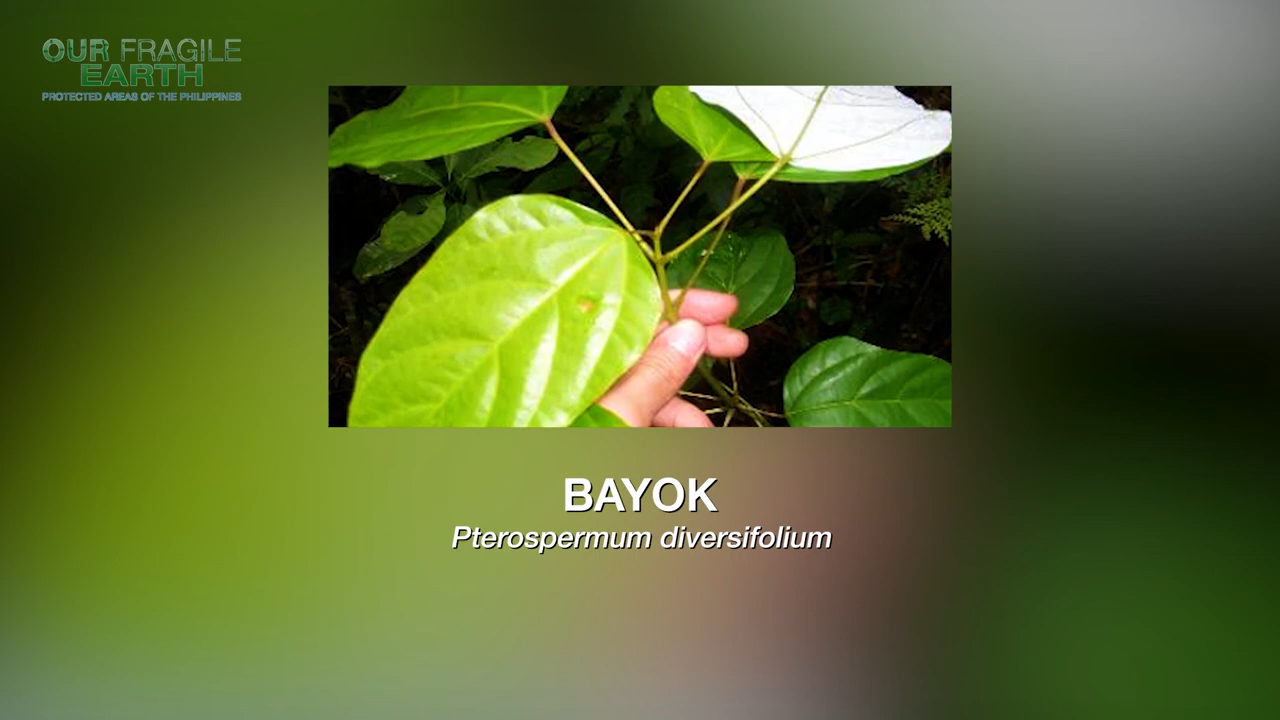 OUR FRAGILE
EARTH
PROTECTED AREAS OF THE PHILIPPINES
BAYOK
Pterospermum diversifolium